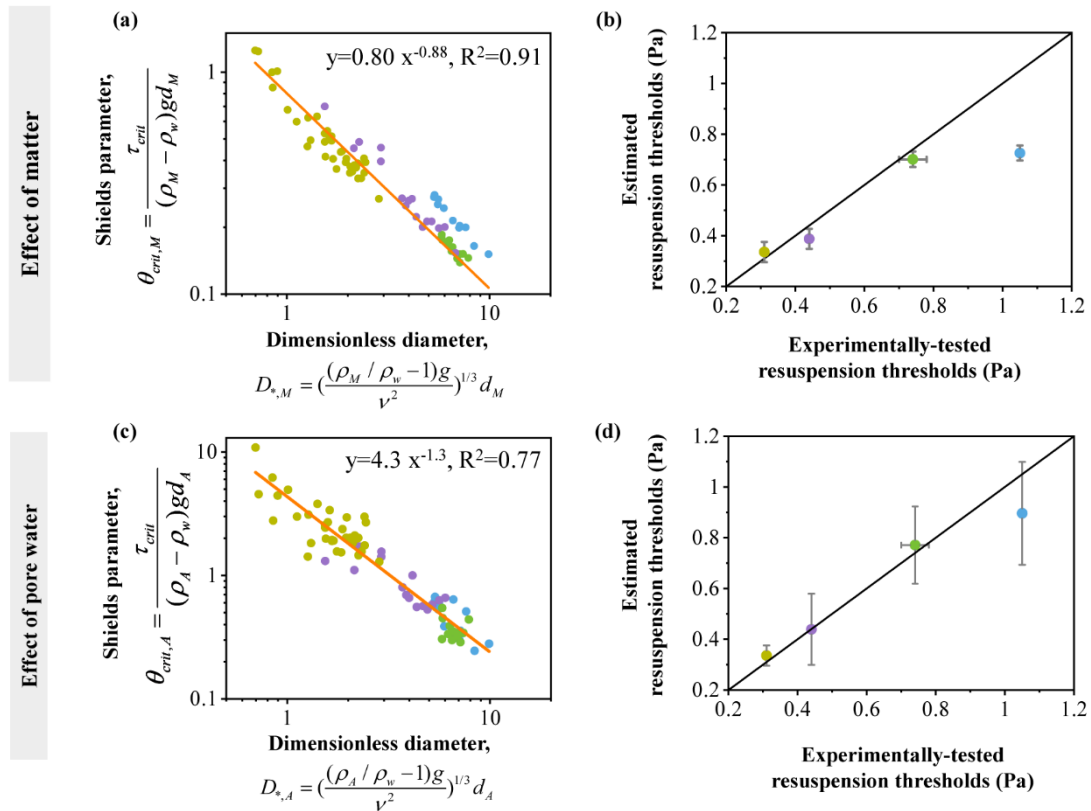 Effect of matter
(a)
y=0.80 x^-0.88, R²=0.91
Shields parameter,
θ_crit,M = τ_crit / (ρ_M − ρ_w)gd_M
1
0.1
1
10
Dimensionless diameter,
D_*,M = ((ρ_M / ρ_w −1)g / ν²)^1/3 d_M
(b)
Estimated
resuspension thresholds (Pa)
1.2
1
0.8
0.6
0.4
0.2
0.2 0.4 0.6 0.8 1 1.2
Experimentally-tested
resuspension thresholds (Pa)
Effect of pore water
(c)
y=4.3 x^-1.3, R²=0.77
Shields parameter,
θ_crit,A = τ_crit / (ρ_A − ρ_w)gd_A
10
1
0.1
1
10
Dimensionless diameter,
D_*,A = ((ρ_A / ρ_w −1)g / ν²)^1/3 d_A
(d)
Estimated
resuspension thresholds (Pa)
1.2
1
0.8
0.6
0.4
0.2
0.2 0.4 0.6 0.8 1 1.2
Experimentally-tested
resuspension thresholds (Pa)